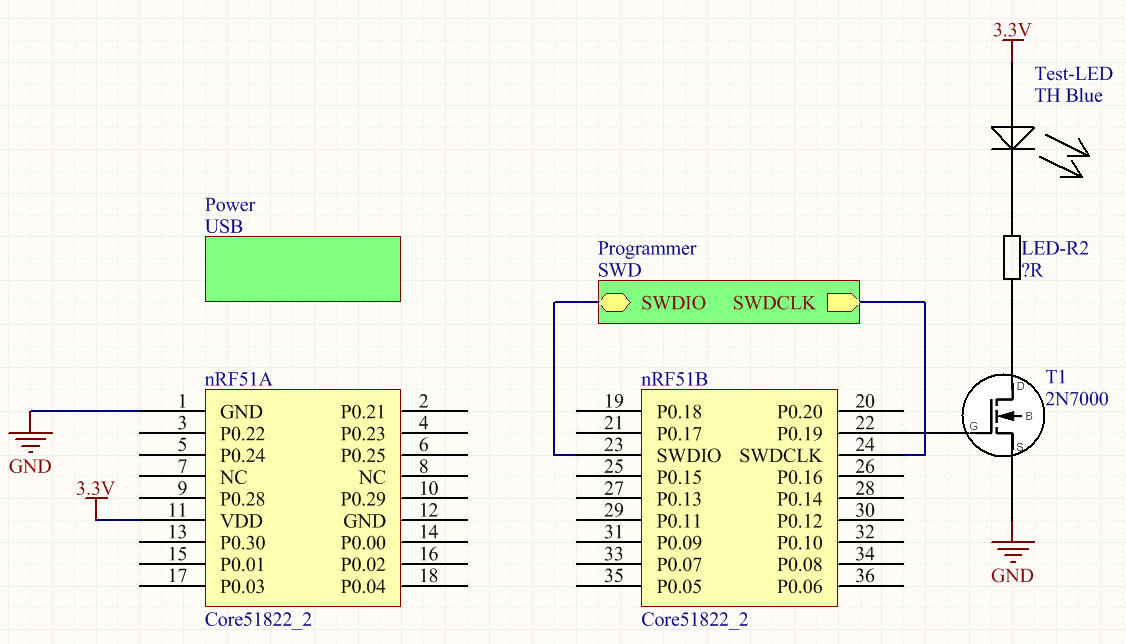 3.3V
Test-LED
TH Blue
LED-R2
?R
T1
2N7000
D
G
B
S
GND
Power
USB
Programmer
SWD
SWDIO SWDCLK
nRF51A
1 GND P0.21 2
3 P0.22 P0.23 4
5 P0.24 P0.25 6
7 NC NC 8
9 P0.28 P0.29 10
11 VDD GND 12
13 P0.30 P0.00 14
15 P0.01 P0.02 16
17 P0.03 P0.04 18
Core51822_2
GND
3.3V
nRF51B
19 P0.18 P0.20 20
21 P0.17 P0.19 22
23 SWDIO SWDCLK 24
25 P0.15 P0.16 26
27 P0.13 P0.14 28
29 P0.11 P0.12 30
31 P0.09 P0.10 32
33 P0.07 P0.08 34
35 P0.05 P0.06 36
Core51822_2